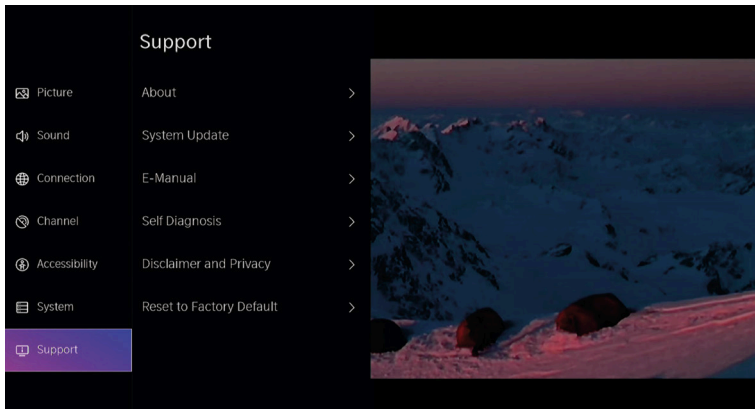 Support
Picture
Sound
Connection
Channel
Accessibility
System
Support
About
System Update
E-Manual
Self Diagnosis
Disclaimer and Privacy
Reset to Factory Default